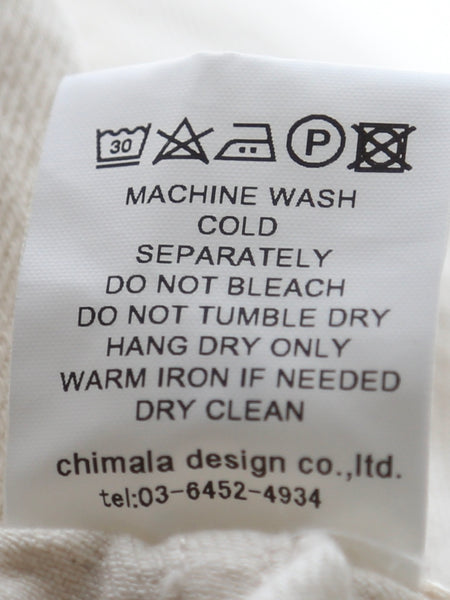 30 P
MACHINE WASH
COLD
SEPARATELY
DO NOT BLEACH
DO NOT TUMBLE DRY
HANG DRY ONLY
WARM IRON IF NEEDED
DRY CLEAN
chimala design co.,ltd.
tel:03-6452-4934